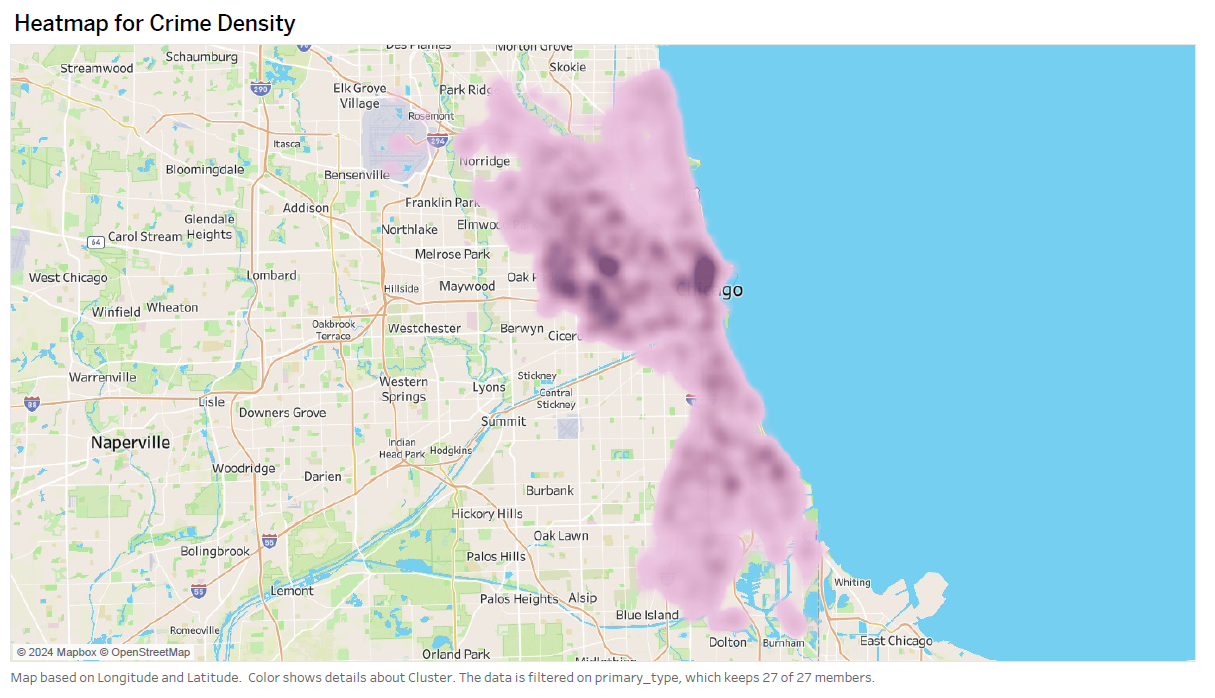 Heatmap for Crime Density
Des Plaines
Morton Grove
Schaumburg
Skokie
Streamwood
290
Elk Grove
Village
Park Ridg
Rosemont
294
Itasca
Norridge
Bloomingdale
Bensenville
Addison
Franklin Park
Glendale
Heights
Northlake
Elmwoo
64
Carol Stream
Melrose Park
West Chicago
Lombard
Oak P
Hillside
Maywood
Chicago
Winfield
Wheaton
Oakbrook
Terrace
Westchester
Berwyn
Cicero
Warrenville
Western
Springs
Lyons
Stickney
Central
Stickney
88
Lisle
Downers Grove
Summit
Naperville
Indian
Head Park
Hodgkins
Woodridge
Darien
Burbank
Hickory Hills
Oak Lawn
55
Bolingbrook
Palos Hills
55
Lemont
Whiting
Palos Heights
Alsip
Blue Island
Romeoville
Dolton
Burnham
East Chicago
© 2024 Mapbox © OpenStreetMap
Orland Park
Map based on Longitude and Latitude. Color shows details about Cluster. The data is filtered on primary_type, which keeps 27 of 27 members.